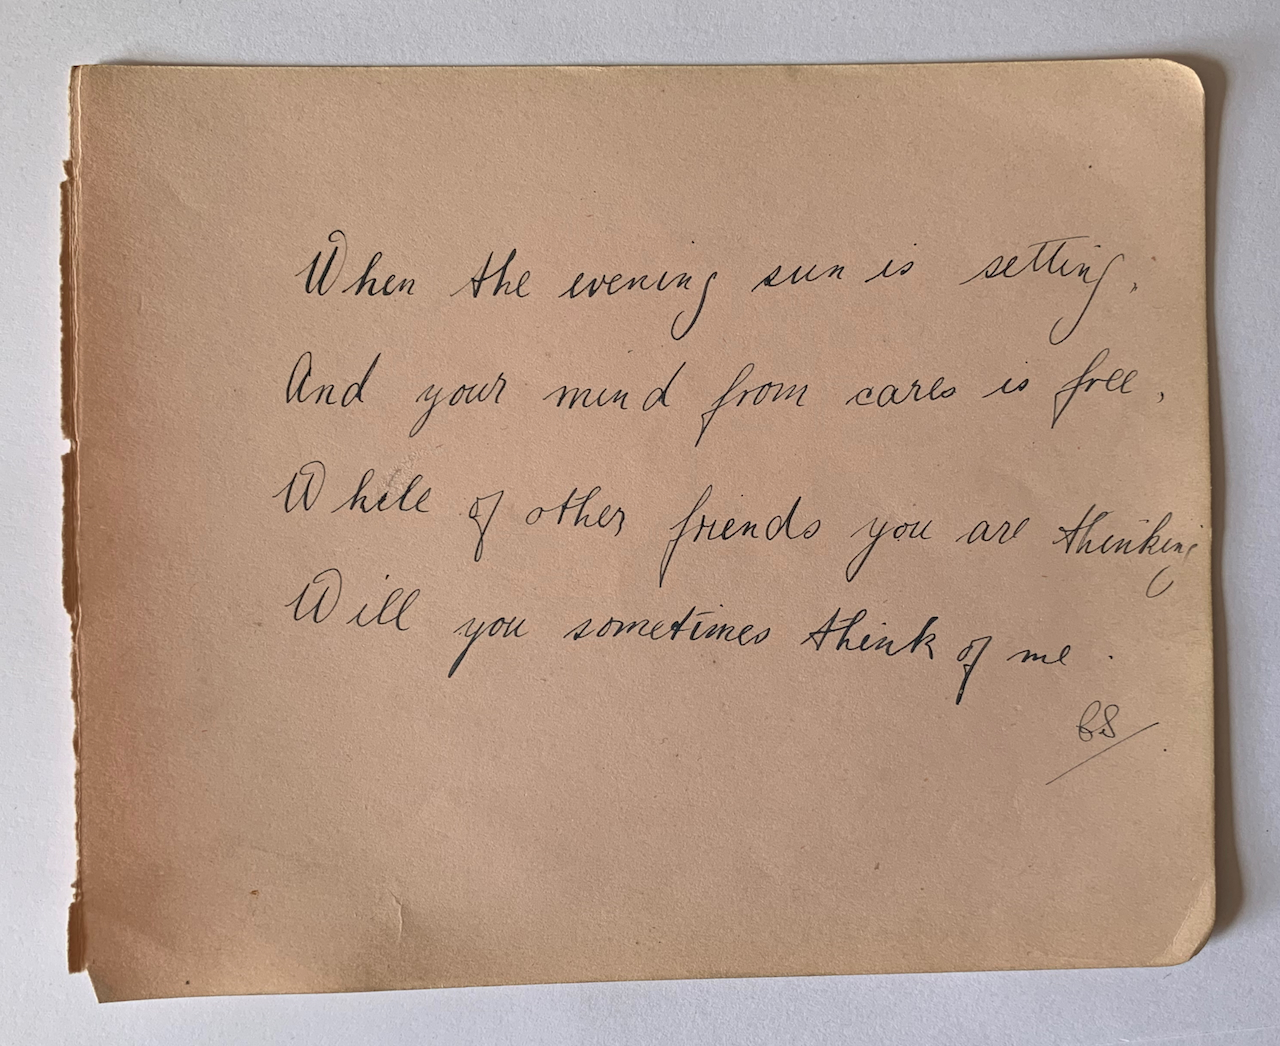 When the evening sun is setting,
And your mind from cares is free,
While of other friends you are thinking
Will you sometimes think of me.